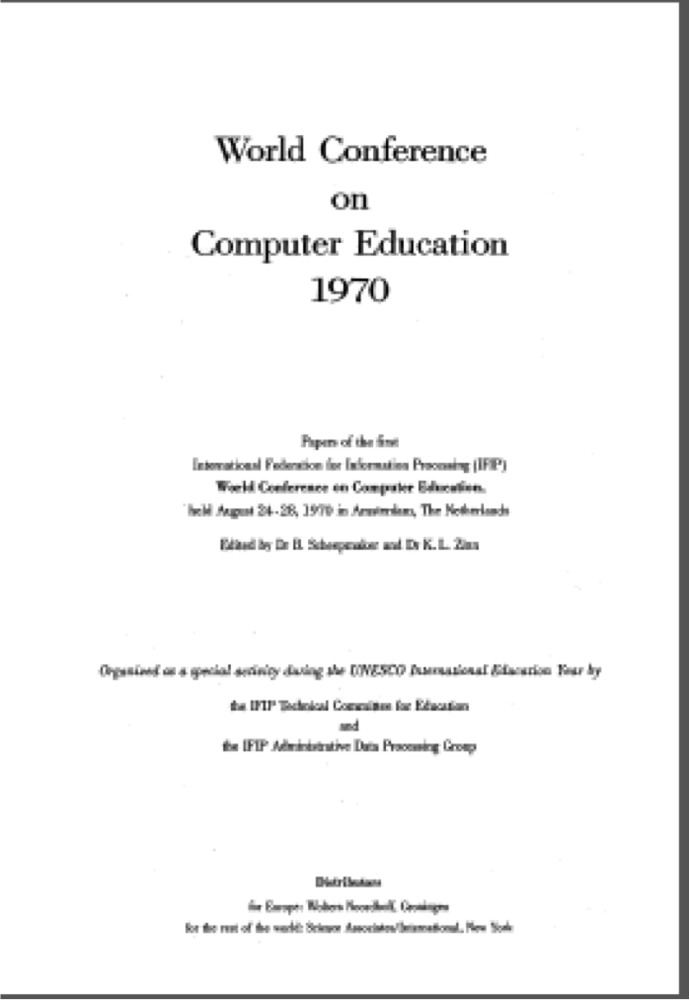 World Conference
on
Computer Education
1970
Papers of the first
International Federation for Information Processing (IFIP)
World Conference on Computer Education,
held August 24-28, 1970 in Amsterdam, The Netherlands
Edited by Dr B. Scheepmaker and Dr K. L. Zinn
Organised as a special activity during the UNESCO International Education Year by
the IFIP Technical Committee for Education
and
the IFIP Administrative Data Processing Group
Distributors
for Europe: Wolters Noordhoff, Groningen
for the rest of the world: Science Associates/International, New York